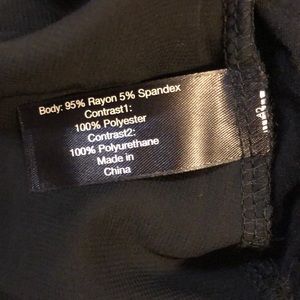 Body: 95% Rayon 5% Spandex
Contrast1:
100% Polyester
Contrast2:
100% Polyurethane
Made in
China